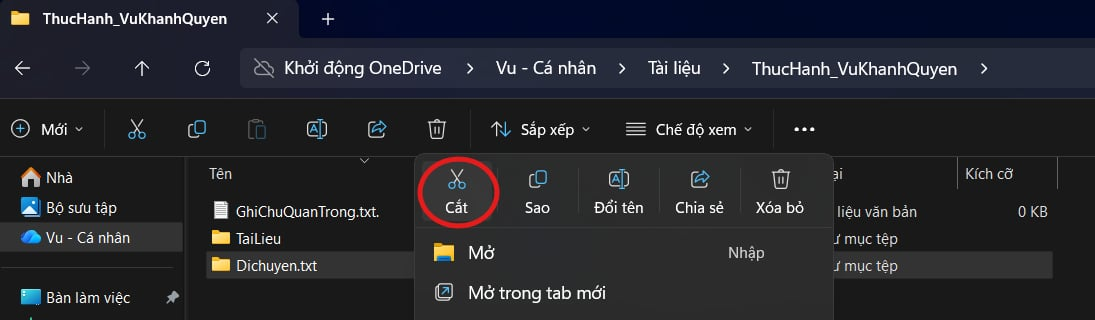 ThucHanh_VuKhanhQuyen
Khởi động OneDrive > Vu - Cá nhân > Tài liệu > ThucHanh_VuKhanhQuyen >
Mới Sắp xếp Chế độ xem
Nhà Tên ại Kích cỡ
Cắt Sao Đổi tên Chia sẻ Xóa bỏ
Bộ sưu tập GhiChuQuanTrong.txt. liệu văn bản 0 KB
Vu - Cá nhân TaiLieu ư mục tệp
Mở Nhập
Dichuyen.txt ư mục tệp
Bàn làm việc Mở trong tab mới